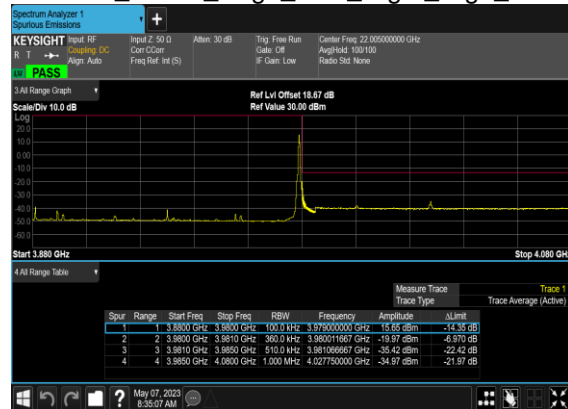 Spectrum Analyzer 1
Spurious Emissions
+
KEYSIGHT Input: RF Input Z: 50 Ω Atten: 30 dB Trig: Free Run Center Freq: 22.005000000 GHz
R T Coupling: DC Corr CCorr Gate: Off Avg|Hold: 100/100
Align: Auto Freq Ref: Int (S) IF Gain: Low Radio Std: None
PASS
3 All Range Graph
Ref Lvl Offset 18.67 dB
Scale/Div 10.0 dB Ref Value 30.00 dBm
Log
20.0
10.0
0.00
-10.0
-20.0
-30.0
-40.0
-50.0
-60.0
Start 3.880 GHz Stop 4.080 GHz
4 All Range Table
Measure Trace Trace 1
Trace Type Trace Average (Active)
Spur Range Start Freq Stop Freq RBW Frequency Amplitude ΔLimit
1 1 3.8800 GHz 3.9800 GHz 100.0 kHz 3.979000000 GHz 15.65 dBm -14.35 dB
2 2 3.9800 GHz 3.9810 GHz 360.0 kHz 3.980011667 GHz -19.97 dBm -6.970 dB
3 3 3.9810 GHz 3.9850 GHz 510.0 kHz 3.981066667 GHz -35.42 dBm -22.42 dB
4 4 3.9850 GHz 4.0800 GHz 1.000 MHz 4.027750000 GHz -34.97 dBm -21.97 dB
? May 07, 2023
8:35:07 AM